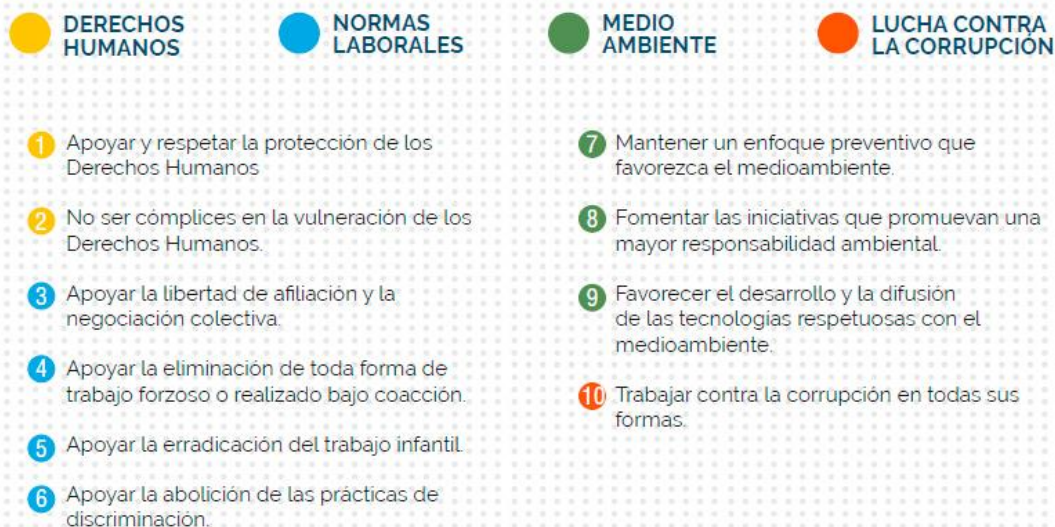 DERECHOS
HUMANOS
NORMAS
LABORALES
MEDIO
AMBIENTE
LUCHA CONTRA
LA CORRUPCIÓN
1 Apoyar y respetar la protección de los
Derechos Humanos
2 No ser cómplices en la vulneración de los
Derechos Humanos.
3 Apoyar la libertad de afiliación y la
negociación colectiva.
4 Apoyar la eliminación de toda forma de
trabajo forzoso o realizado bajo coacción.
5 Apoyar la erradicación del trabajo infantil.
6 Apoyar la abolición de las prácticas de
discriminación.
7 Mantener un enfoque preventivo que
favorezca el medioambiente.
8 Fomentar las iniciativas que promuevan una
mayor responsabilidad ambiental.
9 Favorecer el desarrollo y la difusión
de las tecnologías respetuosas con el
medioambiente.
10 Trabajar contra la corrupción en todas sus
formas.